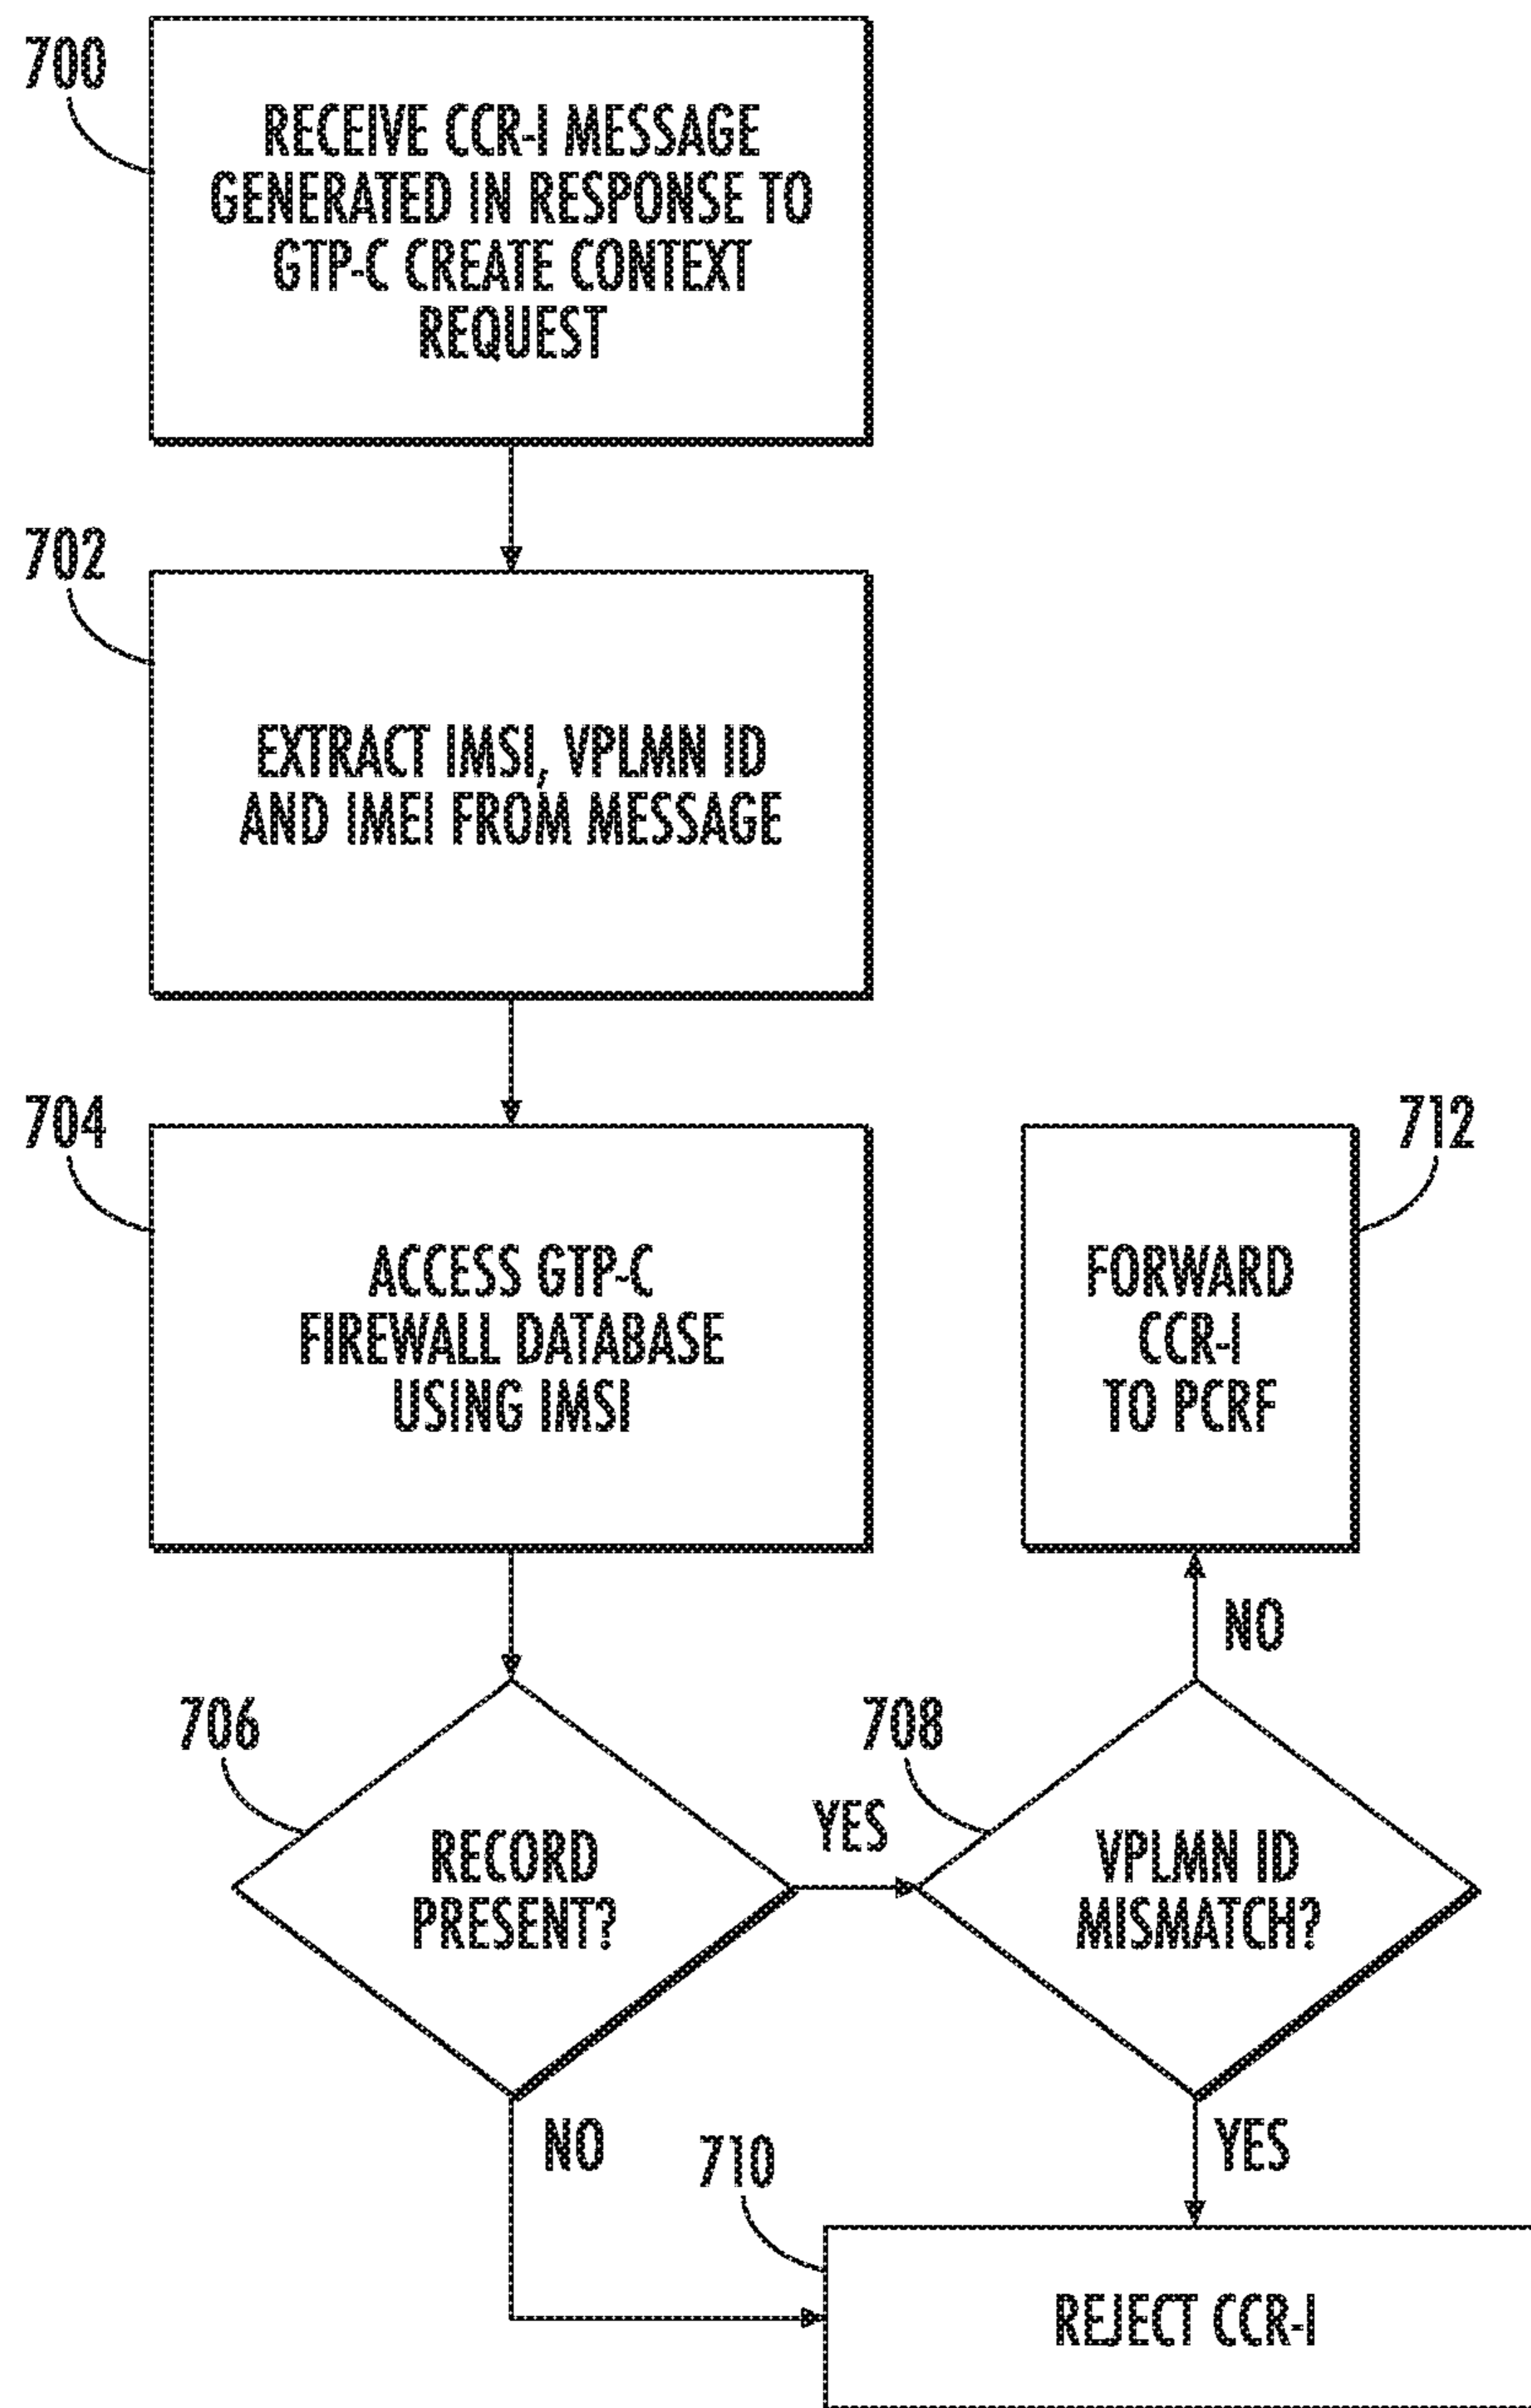 700
RECEIVE CCR-I MESSAGE
GENERATED IN RESPONSE TO
GTP-C CREATE CONTEXT
REQUEST
702
EXTRACT IMSI, VPLMN ID
AND IMEI FROM MESSAGE
704
ACCESS GTP-C
FIREWALL DATABASE
USING IMSI
712
FORWARD
CCR-I
TO PCRF
NO
706
RECORD
PRESENT?
YES
708
VPLMN ID
MISMATCH?
NO
YES
710
REJECT CCR-I